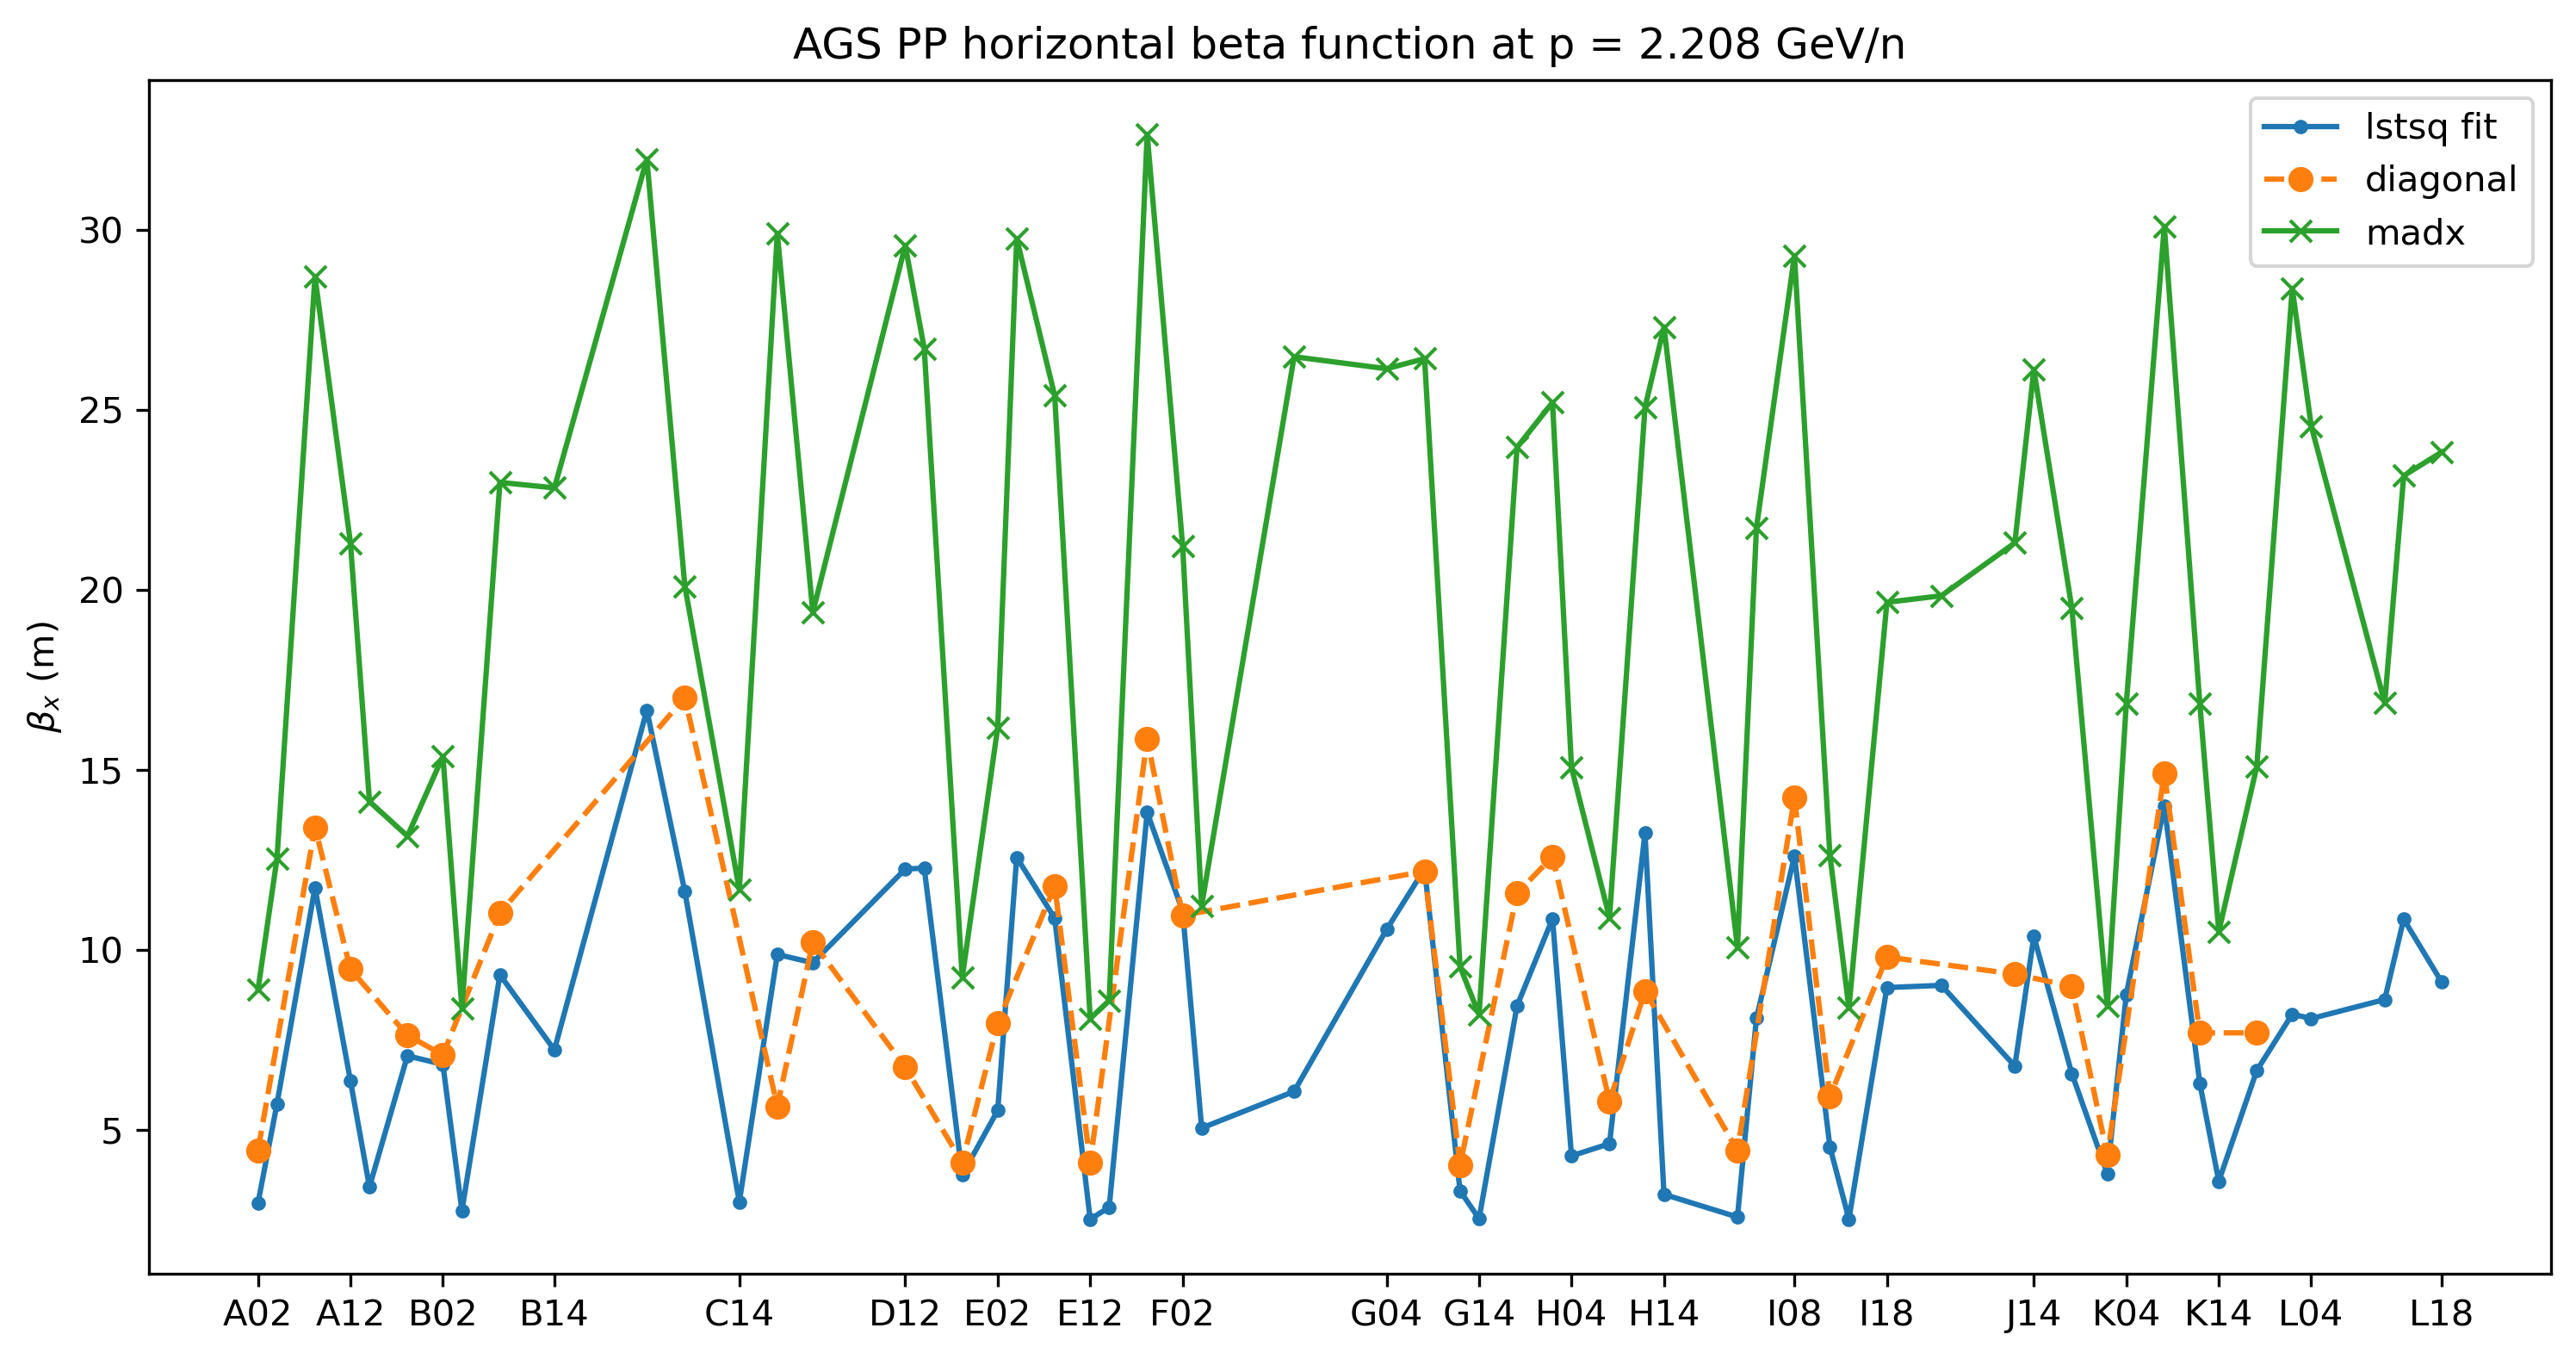 AGS PP horizontal beta function at p = 2.208 GeV/n
lstsq fit
diagonal
madx
βx (m)
30
25
20
15
10
5
A02 A12 B02 B14 C14 D12 E02 E12 F02 G04 G14 H04 H14 I08 I18 J14 K04 K14 L04 L18